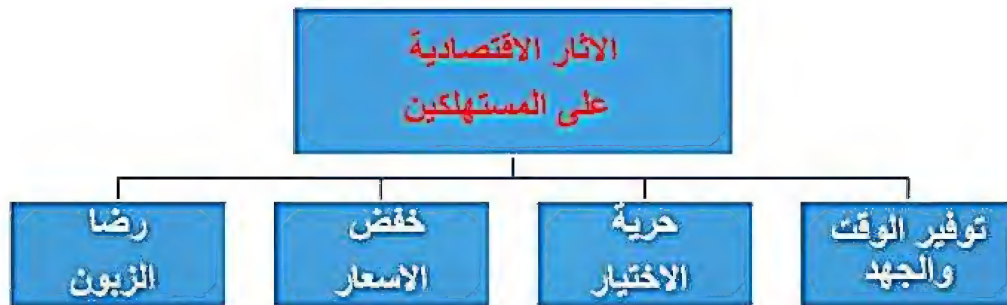 الاثار الاقتصادية
على المستهلكين
توفير الوقت
والجهد
حرية
الاختيار
خفض
الاسعار
رضا
الزبون